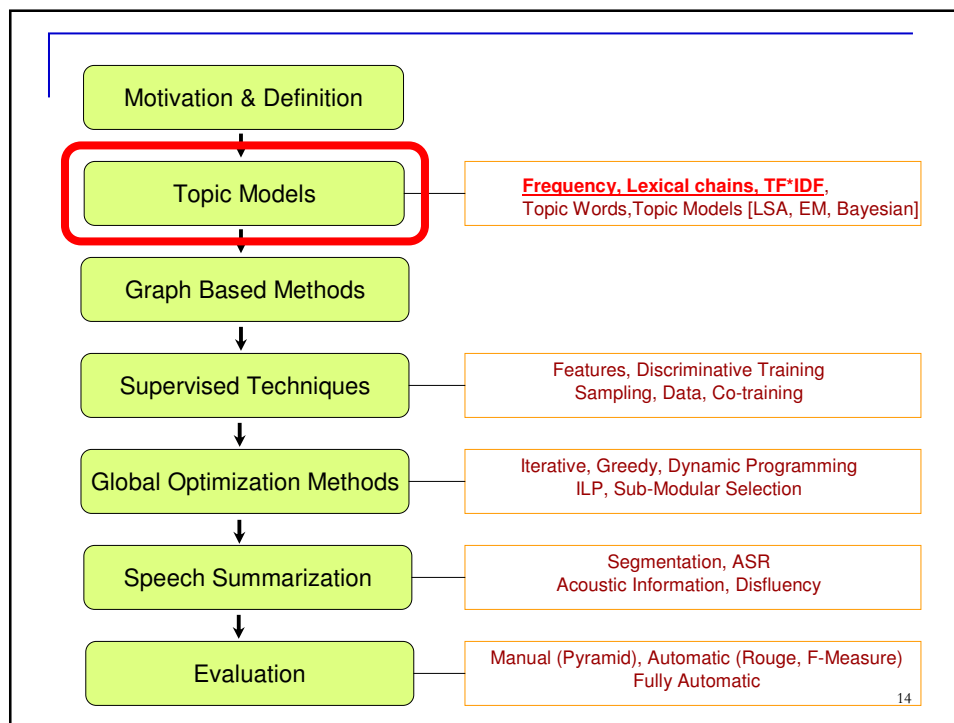 Motivation & Definition
Topic Models
Frequency, Lexical chains, TF*IDF,
Topic Words,Topic Models [LSA, EM, Bayesian]
Graph Based Methods
Supervised Techniques
Features, Discriminative Training
Sampling, Data, Co-training
Global Optimization Methods
Iterative, Greedy, Dynamic Programming
ILP, Sub-Modular Selection
Speech Summarization
Segmentation, ASR
Acoustic Information, Disfluency
Evaluation
Manual (Pyramid), Automatic (Rouge, F-Measure)
Fully Automatic
14